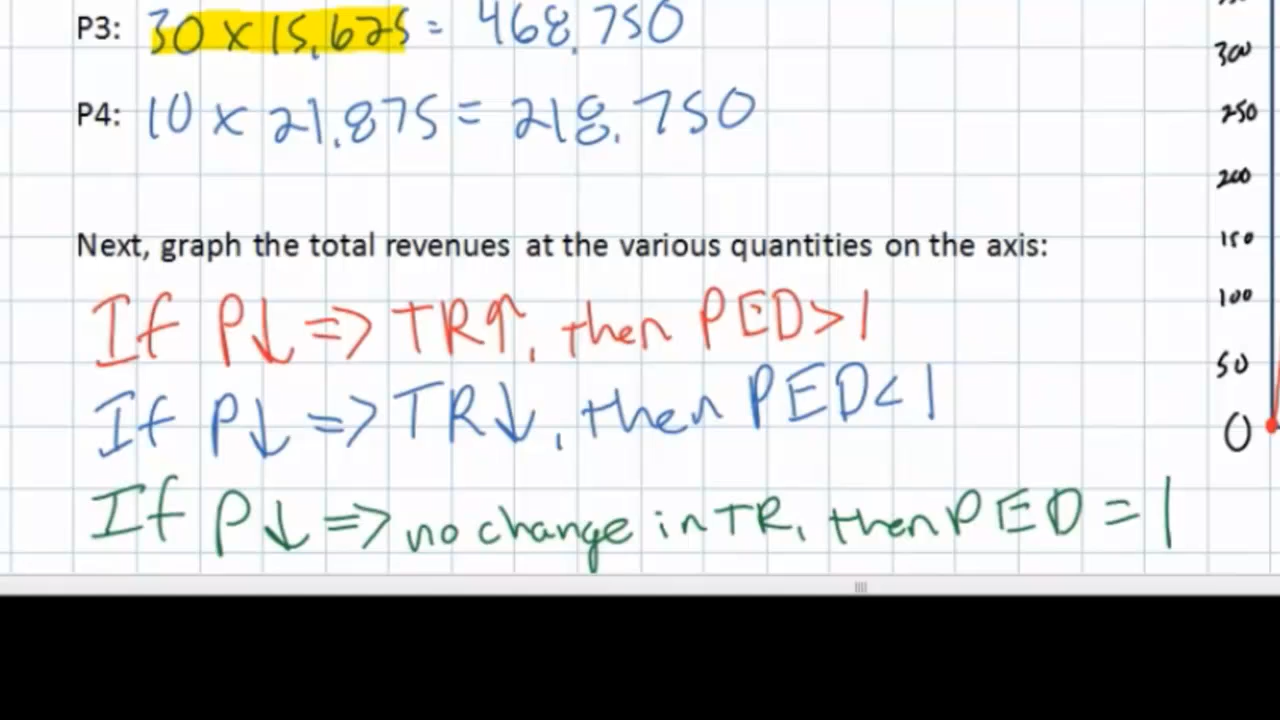 P3: 30 x 15.625 = 468.750
P4: 10 x 21.875 = 218.750
Next, graph the total revenues at the various quantities on the axis:
If P↓ => TR↑, then PED>1
If P↓ => TR↓, then PED<1
If P↓ => no change in TR, then PED = 1
300
250
200
150
100
50
0